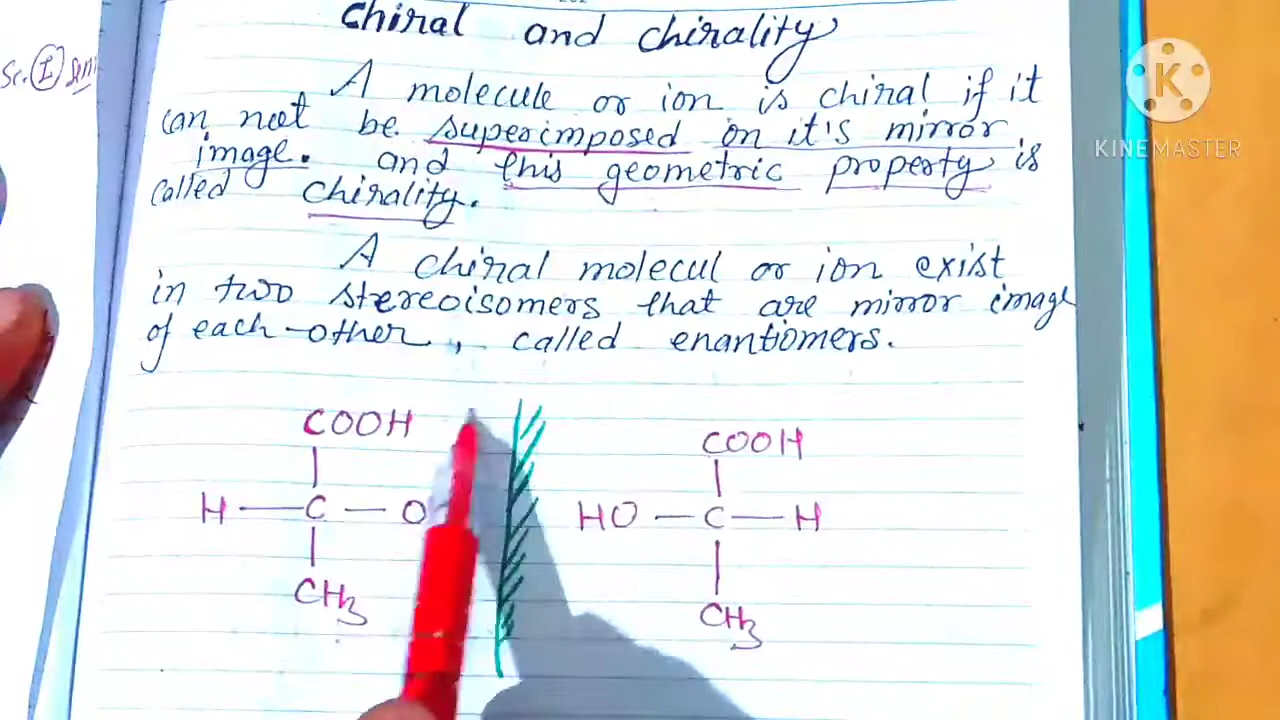 Sc. I Sem
chiral and chirality
A molecule or ion is chiral if it
can not be superimposed on it's mirror
image. and this geometric property is
called chirality.
A chiral molecul or ion exist
in two stereoisomers that are mirror image
of each-other, called enantiomers.
COOH
H — C — O
CH3
COOH
HO — C — H
CH3
K
KINEMASTER